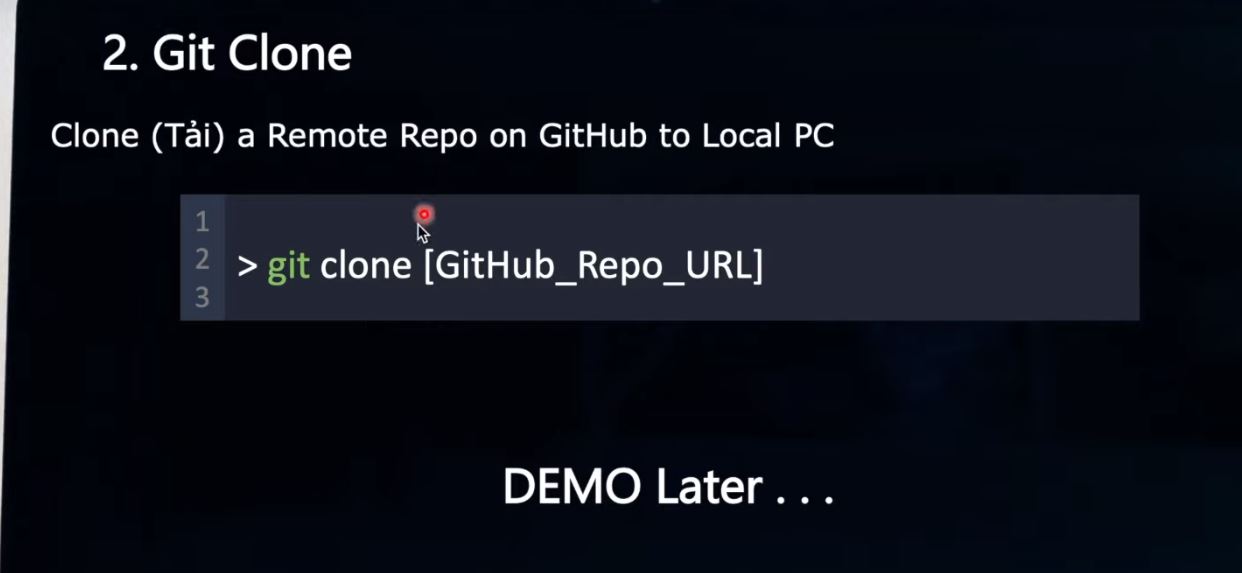 2. Git Clone
Clone (Tải) a Remote Repo on GitHub to Local PC
1
2 > git clone [GitHub_Repo_URL]
3
DEMO Later . . .